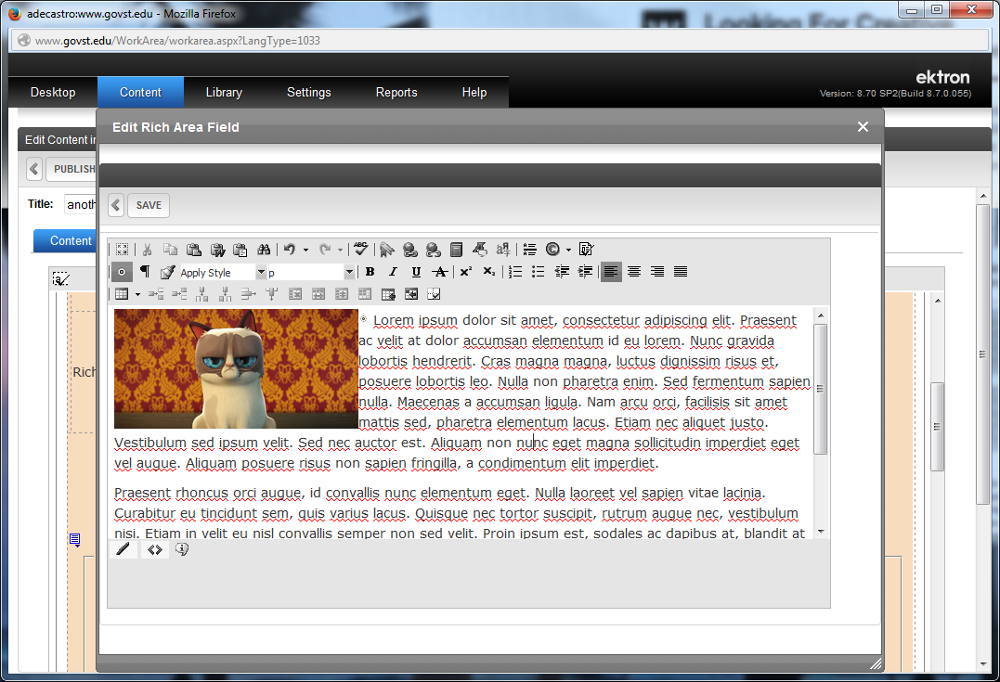 adecastro:www.govst.edu - Mozilla Firefox
Looking For Creative
www.govst.edu/WorkArea/workarea.aspx?LangType=1033
ektron
Desktop Content Library Settings Reports Help
Version: 8.70 SP2(Build 8.7.0.055)
Edit Rich Area Field
Edit Content in
PUBLISH
Title: anoth
SAVE
Content
ABC
Apply Style p B I U A x² x₂
Rich
Lorem ipsum dolor sit amet, consectetur adipiscing elit. Praesent
ac velit at dolor accumsan elementum id eu lorem. Nunc gravida
lobortis hendrerit. Cras magna magna, luctus dignissim risus et,
posuere lobortis leo. Nulla non pharetra enim. Sed fermentum sapien
nulla. Maecenas a accumsan ligula. Nam arcu orci, facilisis sit amet
mattis sed, pharetra elementum lacus. Etiam nec aliquet justo.
Vestibulum sed ipsum velit. Sed nec auctor est. Aliquam non nunc eget magna sollicitudin imperdiet eget
vel augue. Aliquam posuere risus non sapien fringilla, a condimentum elit imperdiet.
Praesent rhoncus orci augue, id convallis nunc elementum eget. Nulla laoreet vel sapien vitae lacinia.
Curabitur eu tincidunt sem, quis varius lacus. Quisque nec tortor suscipit, rutrum augue nec, vestibulum
nisi. Etiam in velit eu nisl convallis semper non sed velit. Proin ipsum est, sodales ac dapibus at, blandit at